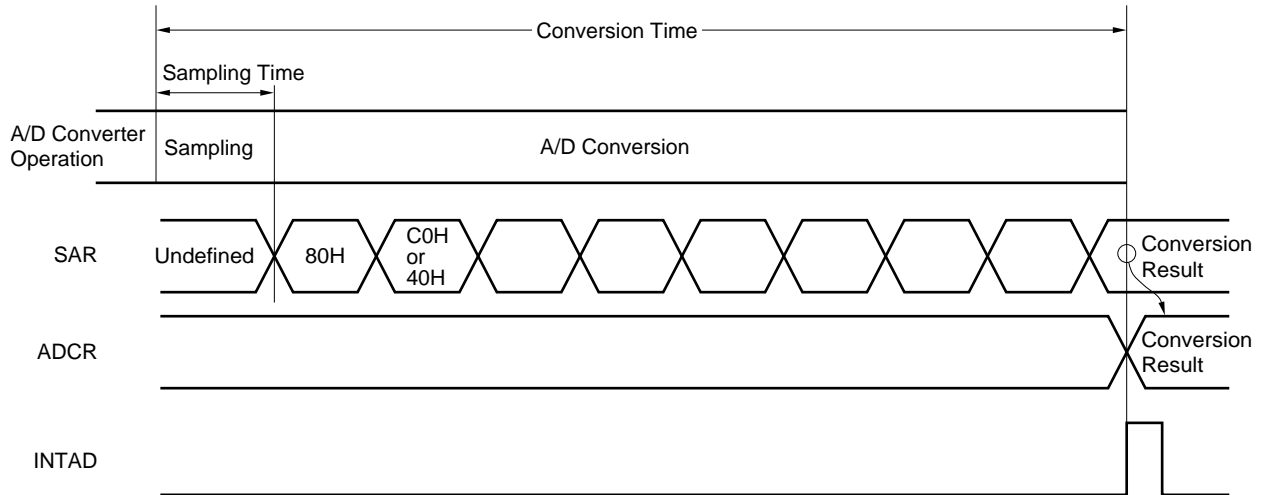 Conversion Time
Sampling Time
A/D Converter
Operation
Sampling
A/D Conversion
SAR
Undefined
80H
C0H
or
40H
Conversion
Result
ADCR
Conversion
Result
INTAD